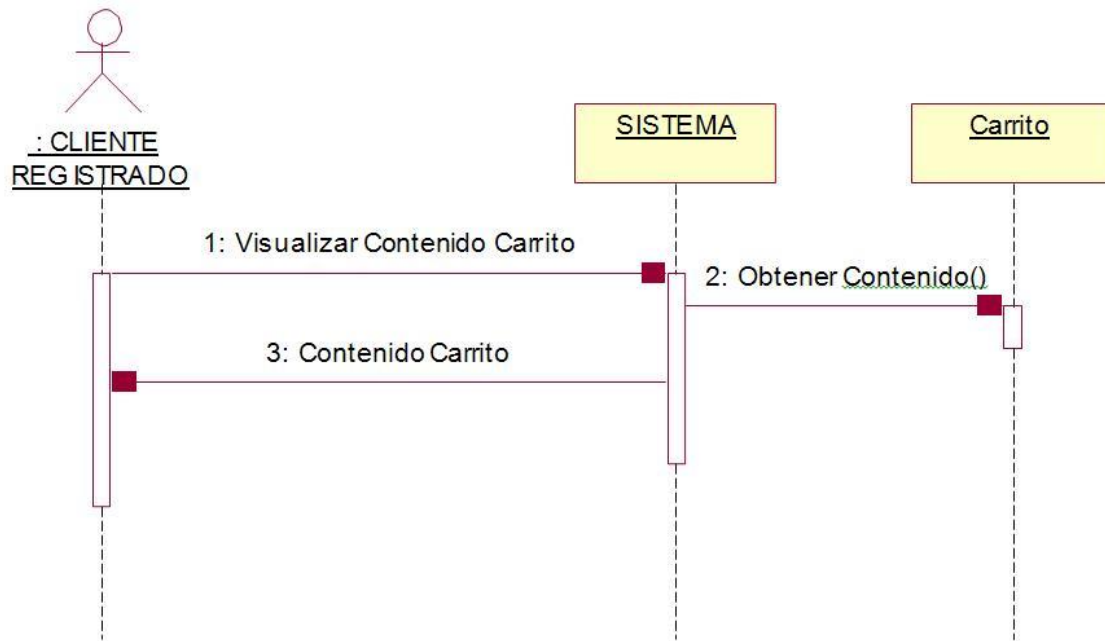 : CLIENTE
REGISTRADO
SISTEMA
Carrito
1: Visualizar Contenido Carrito
2: Obtener Contenido()
3: Contenido Carrito